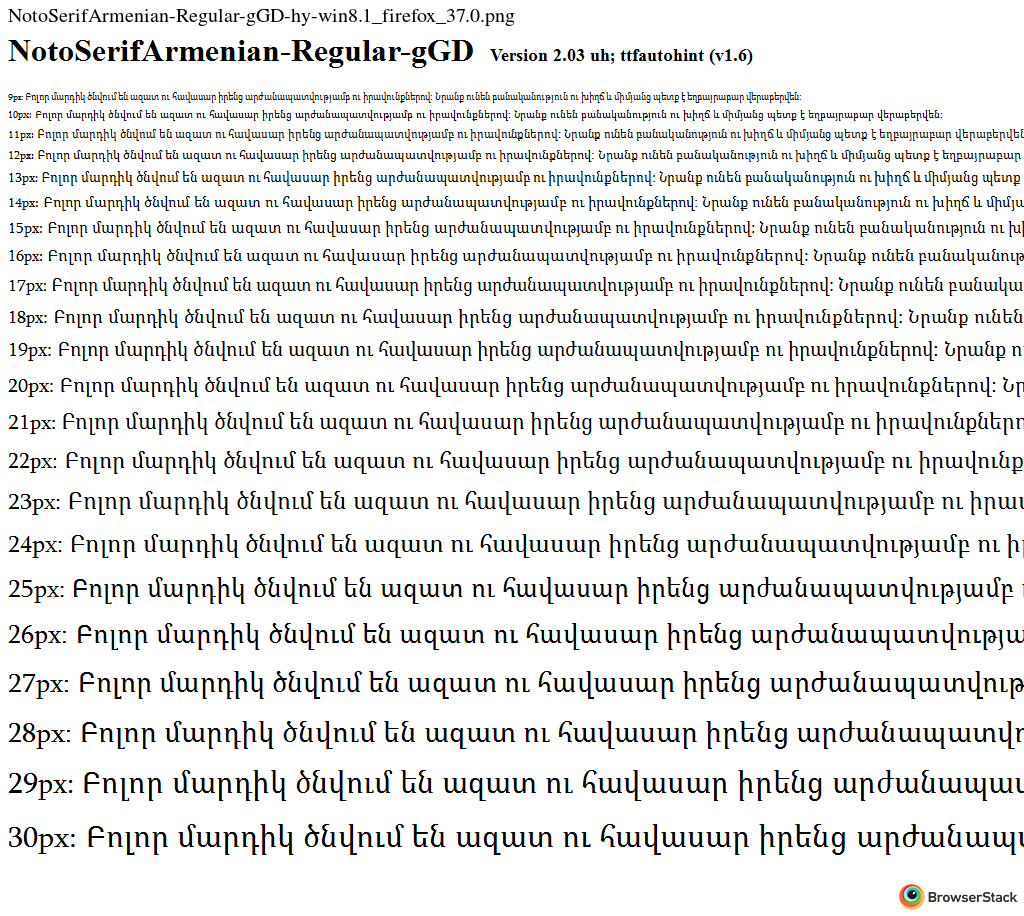 NotoSerifArmenian-Regular-gGD-hy-win8.1_firefox_37.0.png
NotoSerifArmenian-Regular-gGD Version 2.03 uh; ttfautohint (v1.6)
9px: Բոլոր մարդիկ ծնվում են ազատ ու հավասար իրենց արժանապատվությամբ ու իրավունքներով։ Նրանք ունեն բանականություն ու խիղճ և միմյանց պետք է եղբայրաբար վերաբերվեն։
10px: Բոլոր մարդիկ ծնվում են ազատ ու հավասար իրենց արժանապատվությամբ ու իրավունքներով։ Նրանք ունեն բանականություն ու խիղճ և միմյանց պետք է եղբայրաբար վերաբերվեն։
11px: Բոլոր մարդիկ ծնվում են ազատ ու հավասար իրենց արժանապատվությամբ ու իրավունքներով։ Նրանք ունեն բանականություն ու խիղճ և միմյանց պետք է եղբայրաբար վերաբերվեն
12px: Բոլոր մարդիկ ծնվում են ազատ ու հավասար իրենց արժանապատվությամբ ու իրավունքներով։ Նրանք ունեն բանականություն ու խիղճ և միմյանց պետք է եղբայրաբար
13px: Բոլոր մարդիկ ծնվում են ազատ ու հավասար իրենց արժանապատվությամբ ու իրավունքներով։ Նրանք ունեն բանականություն ու խիղճ և միմյանց պետք
14px: Բոլոր մարդիկ ծնվում են ազատ ու հավասար իրենց արժանապատվությամբ ու իրավունքներով։ Նրանք ունեն բանականություն ու խիղճ և միմյա
15px: Բոլոր մարդիկ ծնվում են ազատ ու հավասար իրենց արժանապատվությամբ ու իրավունքներով։ Նրանք ունեն բանականություն ու խի
16px: Բոլոր մարդիկ ծնվում են ազատ ու հավասար իրենց արժանապատվությամբ ու իրավունքներով։ Նրանք ունեն բանականությ
17px: Բոլոր մարդիկ ծնվում են ազատ ու հավասար իրենց արժանապատվությամբ ու իրավունքներով։ Նրանք ունեն բանակա
18px: Բոլոր մարդիկ ծնվում են ազատ ու հավասար իրենց արժանապատվությամբ ու իրավունքներով։ Նրանք ունեն
19px: Բոլոր մարդիկ ծնվում են ազատ ու հավասար իրենց արժանապատվությամբ ու իրավունքներով։ Նրանք ո
20px: Բոլոր մարդիկ ծնվում են ազատ ու հավասար իրենց արժանապատվությամբ ու իրավունքներով։ Նր
21px: Բոլոր մարդիկ ծնվում են ազատ ու հավասար իրենց արժանապատվությամբ ու իրավունքներո
22px: Բոլոր մարդիկ ծնվում են ազատ ու հավասար իրենց արժանապատվությամբ ու իրավունք
23px: Բոլոր մարդիկ ծնվում են ազատ ու հավասար իրենց արժանապատվությամբ ու իրավ
24px: Բոլոր մարդիկ ծնվում են ազատ ու հավասար իրենց արժանապատվությամբ ու իր
25px: Բոլոր մարդիկ ծնվում են ազատ ու հավասար իրենց արժանապատվությամբ
26px: Բոլոր մարդիկ ծնվում են ազատ ու հավասար իրենց արժանապատվությա
27px: Բոլոր մարդիկ ծնվում են ազատ ու հավասար իրենց արժանապատվութ
28px: Բոլոր մարդիկ ծնվում են ազատ ու հավասար իրենց արժանապատվո
29px: Բոլոր մարդիկ ծնվում են ազատ ու հավասար իրենց արժանապատ
30px: Բոլոր մարդիկ ծնվում են ազատ ու հավասար իրենց արժանապ
BrowserStack